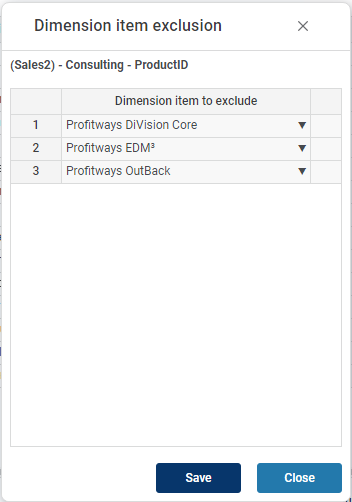 Dimension item exclusion
(Sales2) - Consulting - ProductID
Dimension item to exclude
1 Profitways DiVision Core
2 Profitways EDM³
3 Profitways OutBack
Save Close